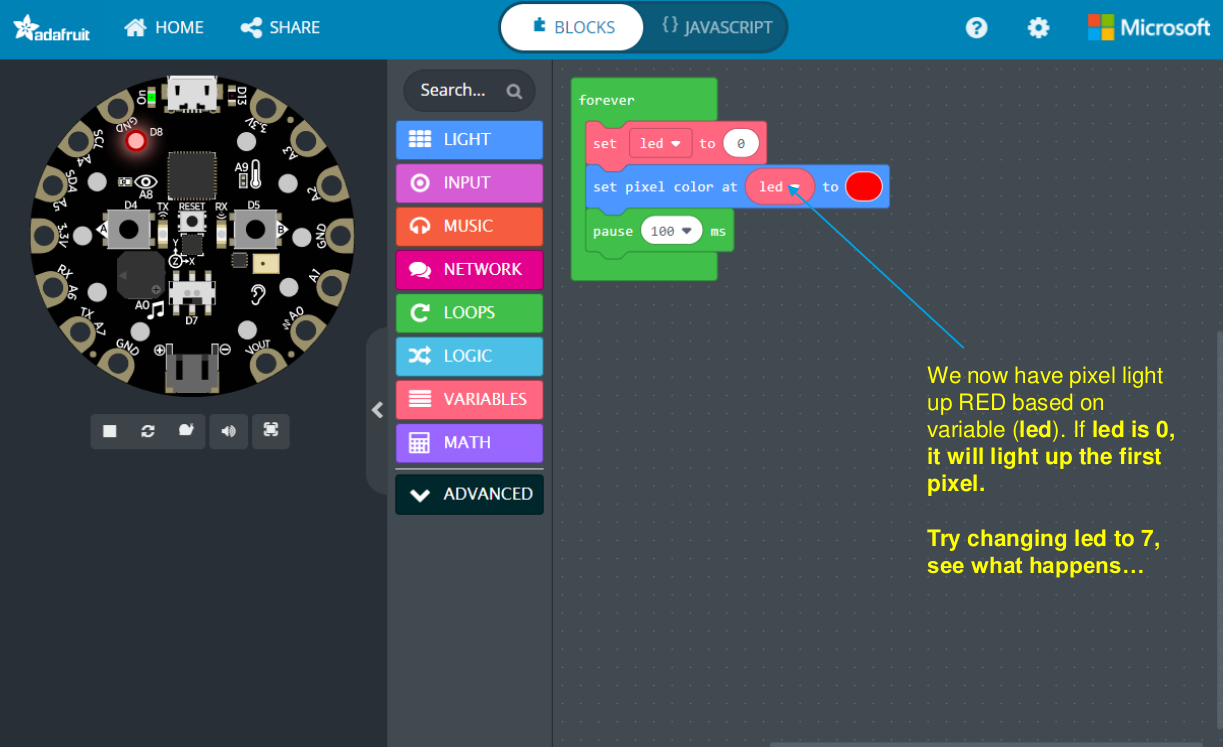 adafruit HOME SHARE BLOCKS {} JAVASCRIPT ? Microsoft
Search...
LIGHT
INPUT
MUSIC
NETWORK
LOOPS
LOGIC
VARIABLES
MATH
ADVANCED
forever
set led to 0
set pixel color at led to
pause 100 ms
On D13
GND D8 3.3V
SCL A4 A3
SDA A5 A8 A9 A2
D4 TX RESET RX D5
3.3V A B GND
Y
Z X
RX A6 A1
A0
TX A7 D7 A0
GND VOUT
We now have pixel light
up RED based on
variable (led). If led is 0,
it will light up the first
pixel.
Try changing led to 7,
see what happens…